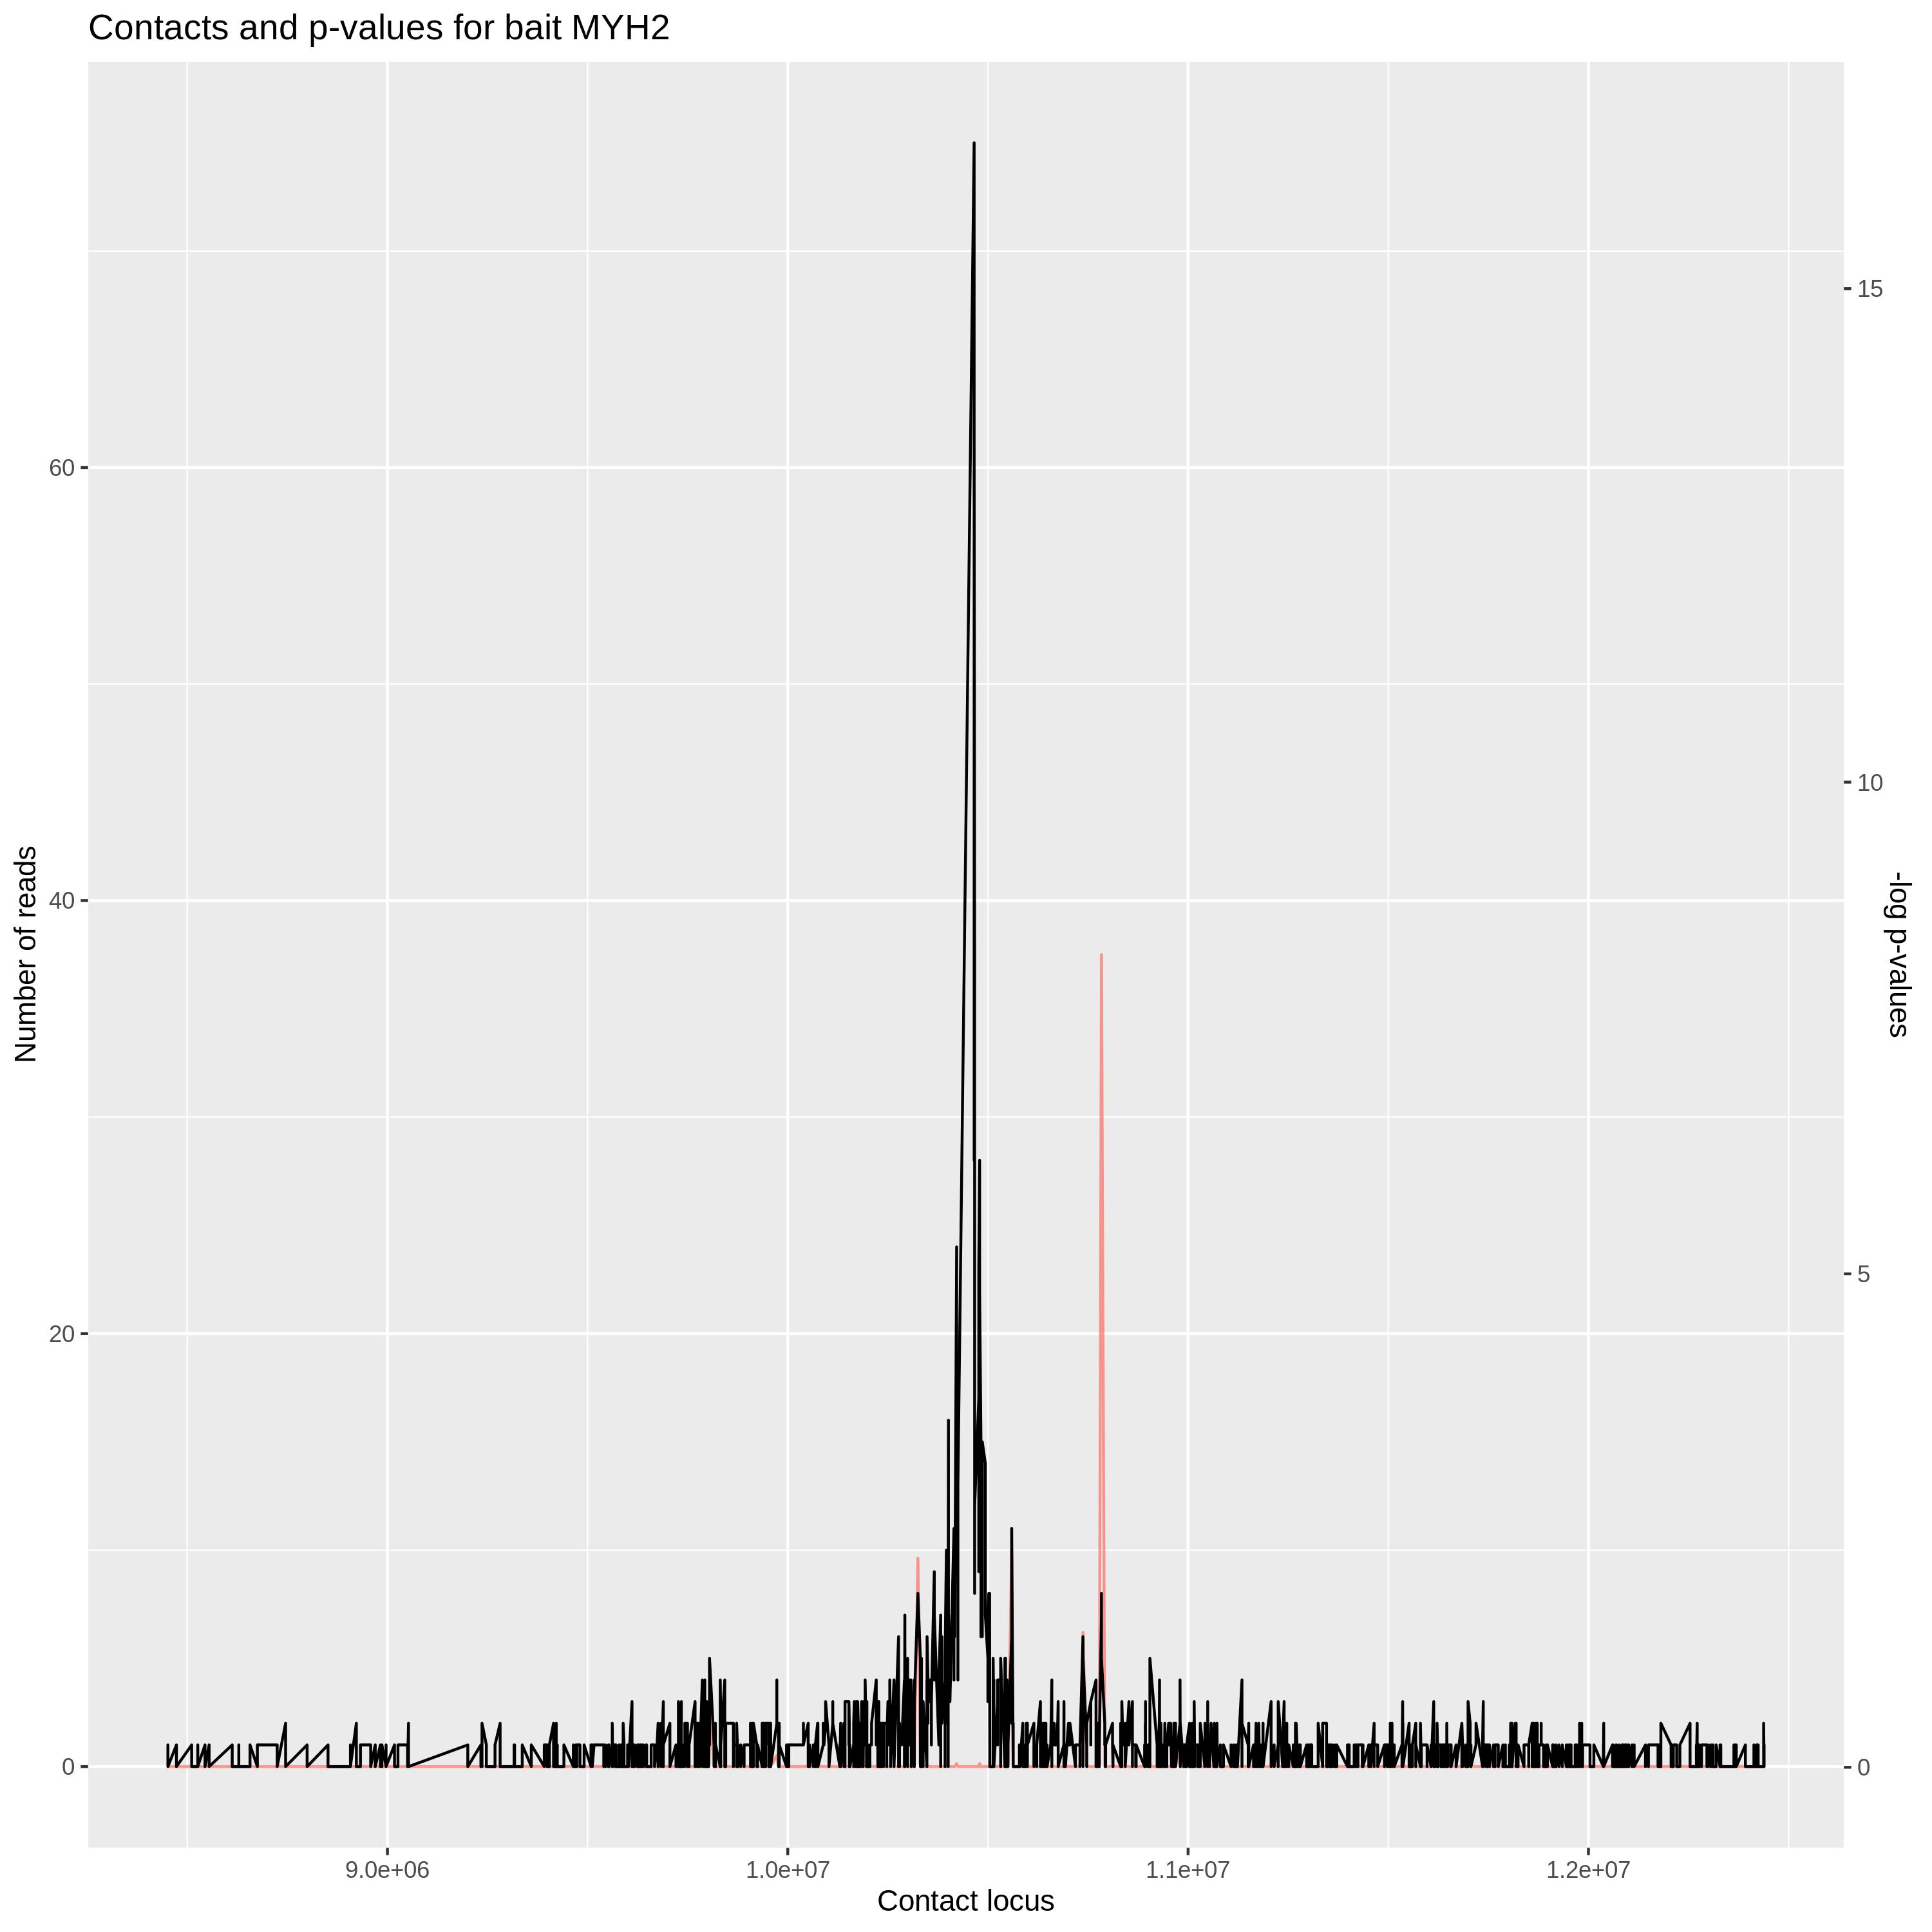 Contacts and p-values for bait MYH2
Number of reads
60
40
20
0
15
10
5
0
-log p-values
9.0e+06
1.0e+07
1.1e+07
1.2e+07
Contact locus